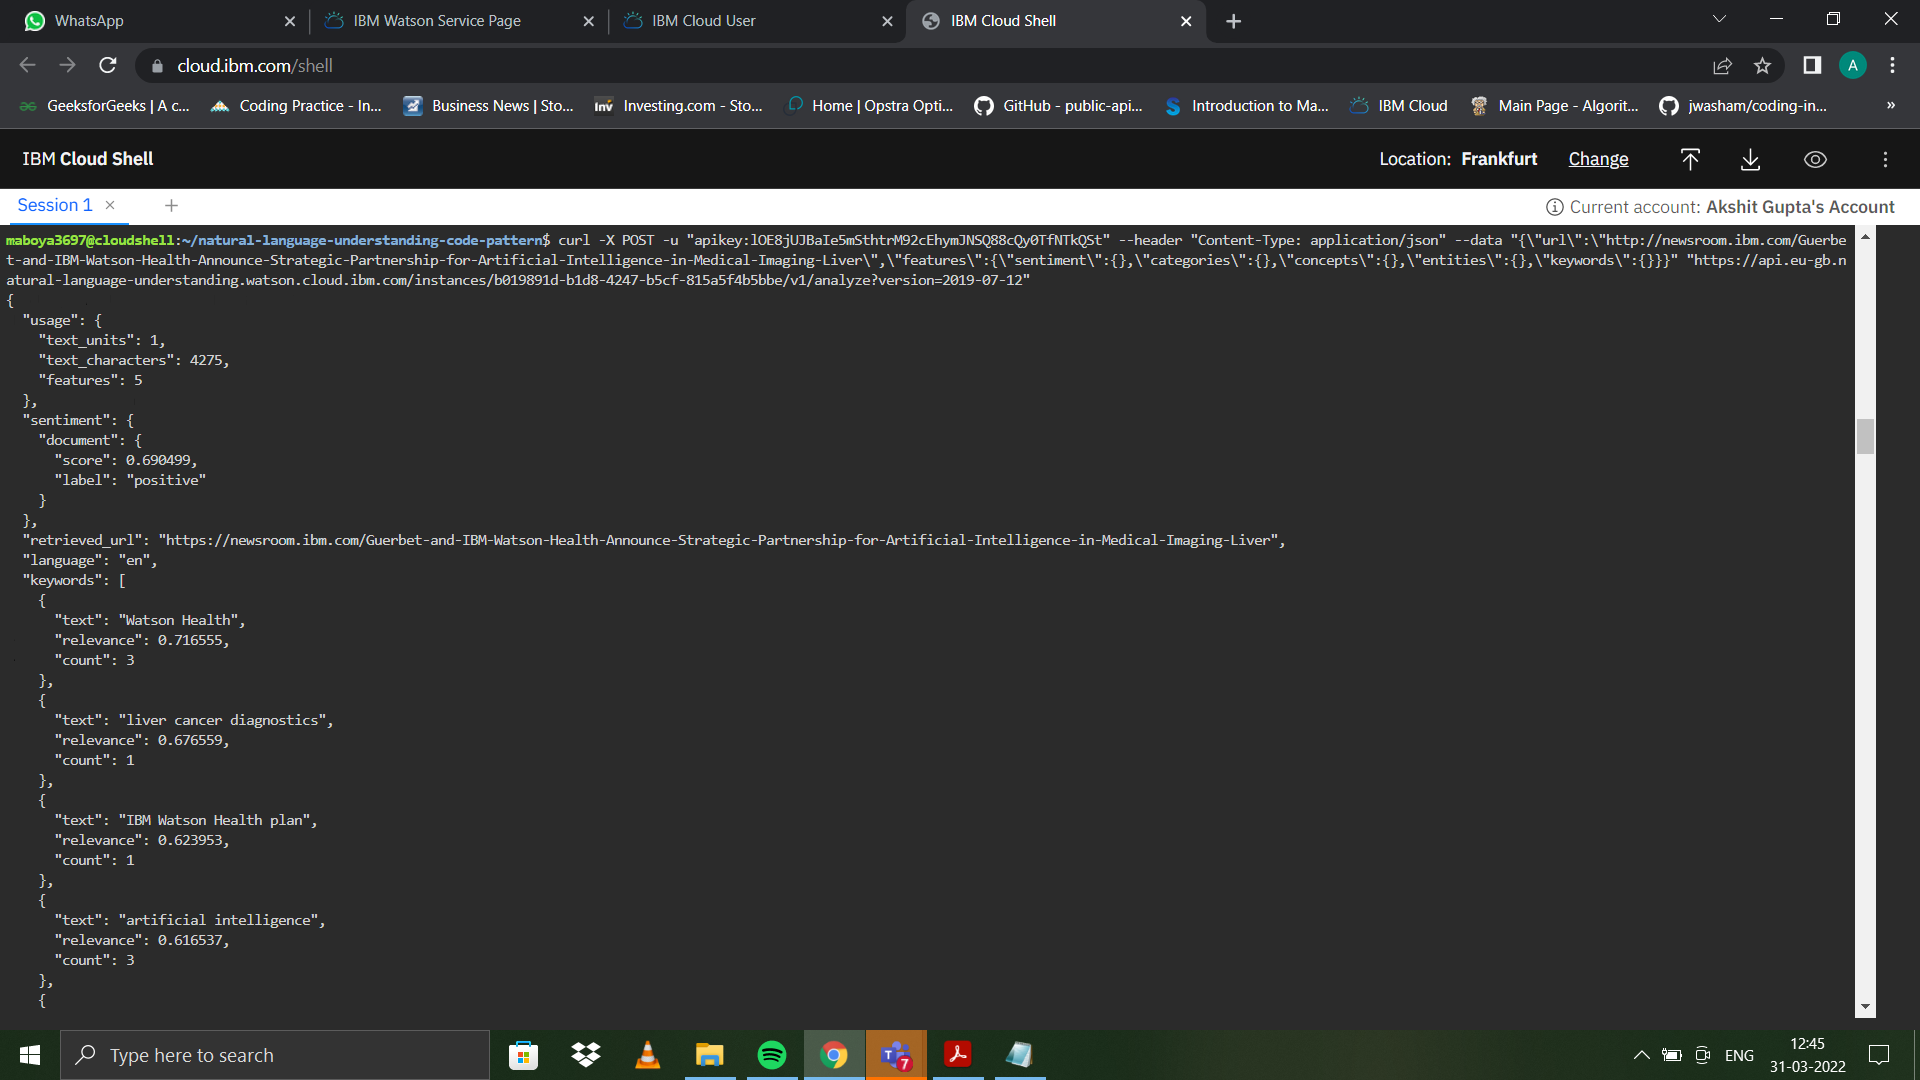 WhatsApp
IBM Watson Service Page
IBM Cloud User
IBM Cloud Shell
cloud.ibm.com/shell
A
GeeksforGeeks | A c...
Coding Practice - In...
Business News | Sto...
Inv Investing.com - Sto...
Home | Opstra Opti...
GitHub - public-api...
Introduction to Ma...
IBM Cloud
Main Page - Algorit...
jwasham/coding-in...
»
IBM Cloud Shell
Location: Frankfurt
Change
Session 1
Current account: Akshit Gupta's Account
maboya3697@cloudshell:~/natural-language-understanding-code-pattern$ curl -X POST -u "apikey:lOE8jUJBaIe5mSthtrM92cEhymJNSQ88cQy0TfNTkQSt" --header "Content-Type: application/json" --data "{\"url\":\"http://newsroom.ibm.com/Guerbe
t-and-IBM-Watson-Health-Announce-Strategic-Partnership-for-Artificial-Intelligence-in-Medical-Imaging-Liver\",\"features\":{\"sentiment\":{},\"categories\":{},\"concepts\":{},\"entities\":{},\"keywords\":{}}}" "https://api.eu-gb.n
atural-language-understanding.watson.cloud.ibm.com/instances/b019891d-b1d8-4247-b5cf-815a5f4b5bbe/v1/analyze?version=2019-07-12"
{
"usage": {
"text_units": 1,
"text_characters": 4275,
"features": 5
},
"sentiment": {
"document": {
"score": 0.690499,
"label": "positive"
}
},
"retrieved_url": "https://newsroom.ibm.com/Guerbet-and-IBM-Watson-Health-Announce-Strategic-Partnership-for-Artificial-Intelligence-in-Medical-Imaging-Liver",
"language": "en",
"keywords": [
{
"text": "Watson Health",
"relevance": 0.716555,
"count": 3
},
{
"text": "liver cancer diagnostics",
"relevance": 0.676559,
"count": 1
},
{
"text": "IBM Watson Health plan",
"relevance": 0.623953,
"count": 1
},
{
"text": "artificial intelligence",
"relevance": 0.616537,
"count": 3
},
{
Type here to search
T
7
ENG
12:45
31-03-2022